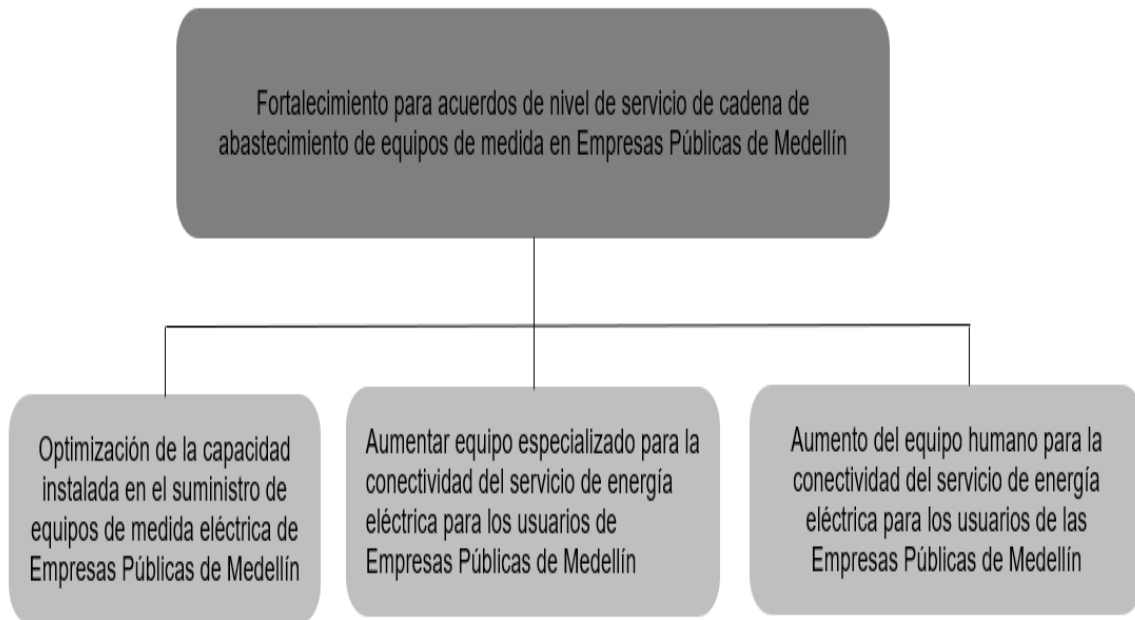 Fortalecimiento para acuerdos de nivel de servicio de cadena de
abastecimiento de equipos de medida en Empresas Públicas de Medellín
Optimización de la capacidad
instalada en el suministro de
equipos de medida eléctrica de
Empresas Públicas de Medellín
Aumentar equipo especializado para la
conectividad del servicio de energía
eléctrica para los usuarios de
Empresas Públicas de Medellín
Aumento del equipo humano para la
conectividad del servicio de energía
eléctrica para los usuarios de las
Empresas Públicas de Medellín